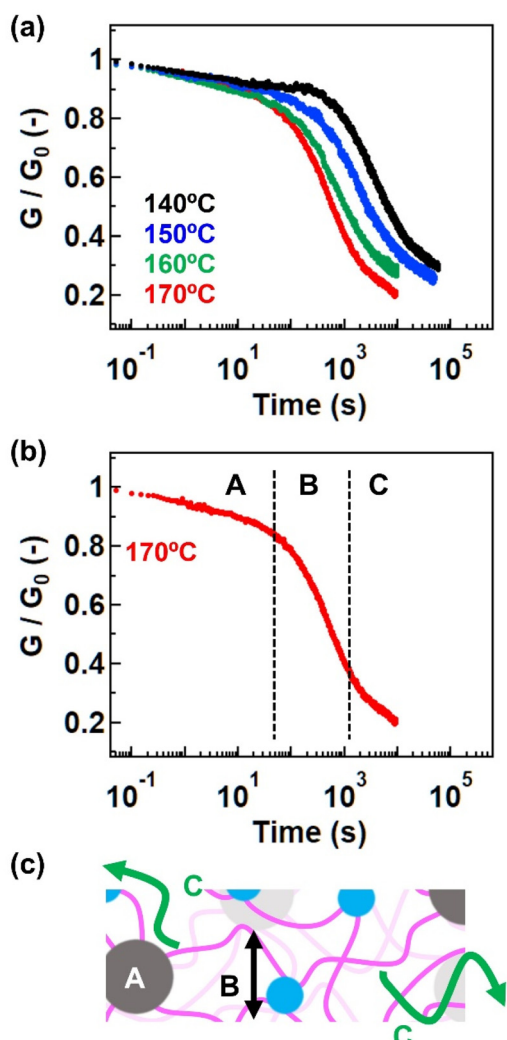 (a)
1
0.8
0.6
0.4
0.2
G / G₀ (-)
140ºC
150ºC
160ºC
170ºC
10⁻¹ 10¹ 10³ 10⁵
Time (s)
(b)
A B C
1
0.8
0.6
0.4
0.2
G / G₀ (-)
170ºC
10⁻¹ 10¹ 10³ 10⁵
Time (s)
(c)
C
A
B
C